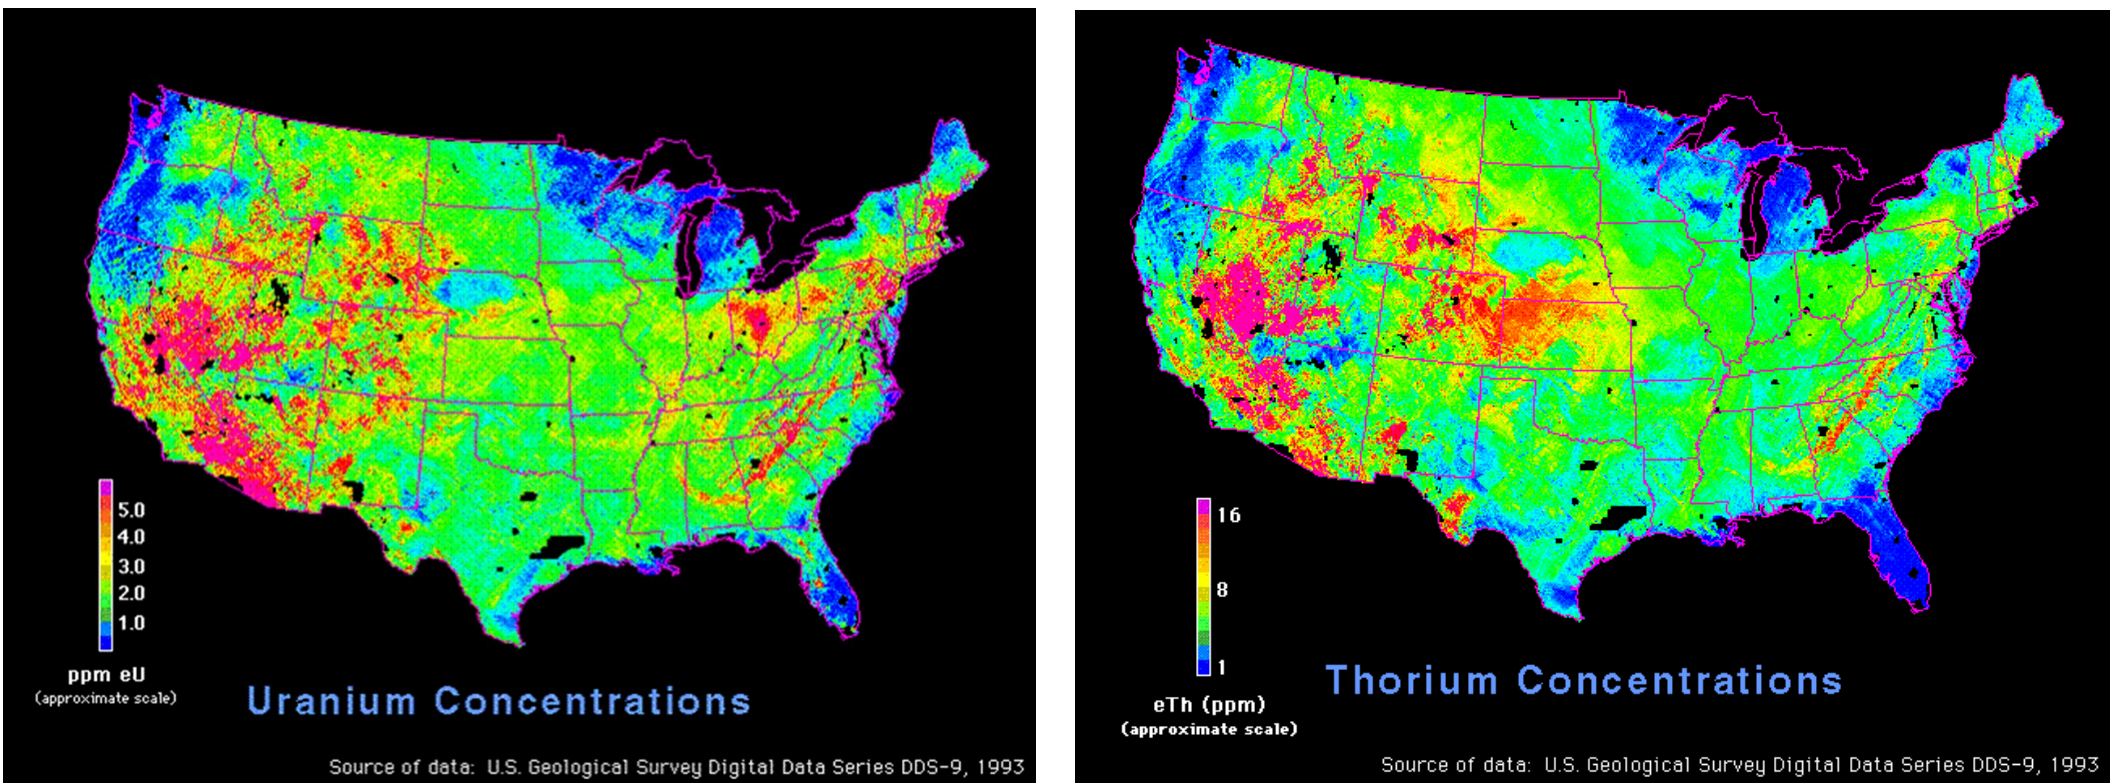 5.0
4.0
3.0
2.0
1.0
ppm eU
(approximate scale)
Uranium Concentrations
Source of data: U.S. Geological Survey Digital Data Series DDS-9, 1993
16
8
1
eTh (ppm)
(approximate scale)
Thorium Concentrations
Source of data: U.S. Geological Survey Digital Data Series DDS-9, 1993